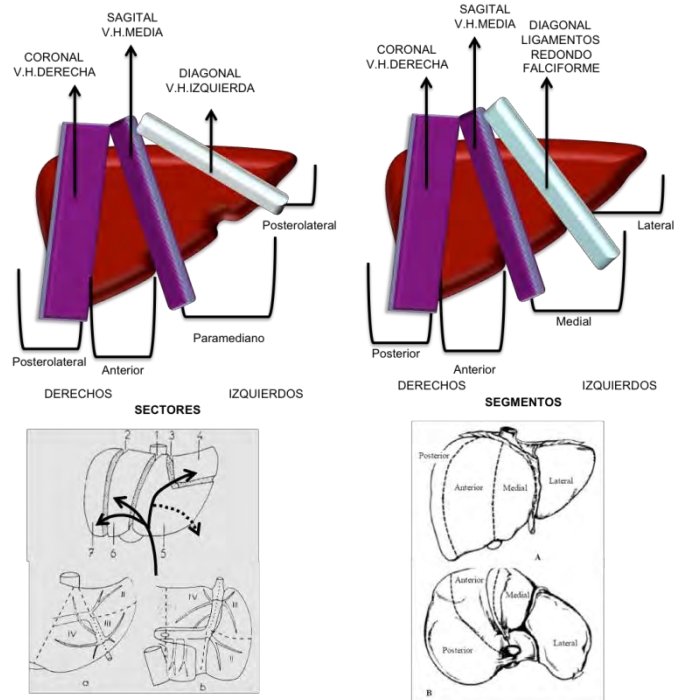 SAGITAL
V.H.MEDIA
CORONAL
V.H.DERECHA
DIAGONAL
V.H.IZQUIERDA
Posterolateral
Paramediano
Posterolateral
Anterior
DERECHOS
IZQUIERDOS
SECTORES
SAGITAL
V.H.MEDIA
CORONAL
V.H.DERECHA
DIAGONAL
LIGAMENTOS
REDONDO
FALCIFORME
Lateral
Medial
Posterior
Anterior
DERECHOS
IZQUIERDOS
SEGMENTOS
2 1 3 4
7 6 5
II
IV III
a
IV III
II
b
Posterior
Anterior
Medial
Lateral
A
Anterior
Medial
Posterior
Lateral
B